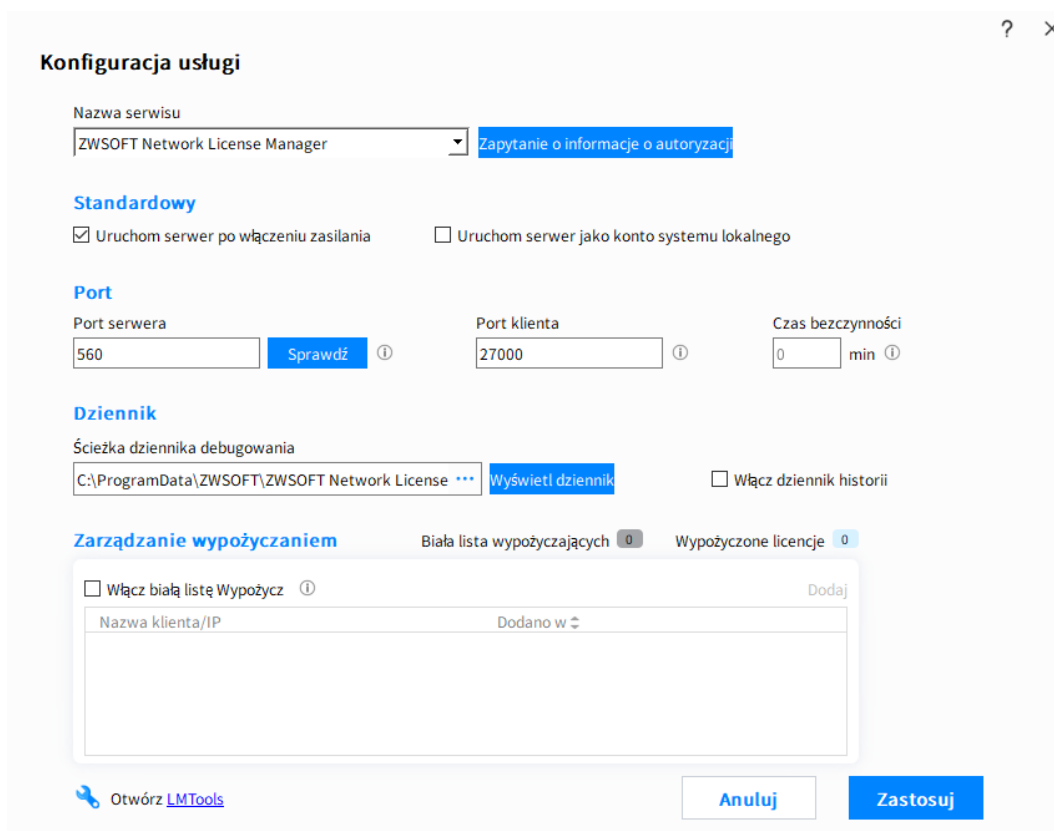 ?
Konfiguracja usługi
Nazwa serwisu
ZWSOFT Network License Manager Zapytanie o informacje o autoryzacji
Standardowy
Uruchom serwer po włączeniu zasilania Uruchom serwer jako konto systemu lokalnego
Port
Port serwera Port klienta Czas bezczynności
560 Sprawdź 27000 0 min
Dziennik
Ścieżka dziennika debugowania
C:\ProgramData\ZWSOFT\ZWSOFT Network License ··· Wyświetl dziennik Włącz dziennik historii
Zarządzanie wypożyczaniem Biała lista wypożyczających 0 Wypożyczone licencje 0
Włącz białą listę Wypożycz Dodaj
Nazwa klienta/IP Dodano w
Otwórz LMTools Anuluj Zastosuj